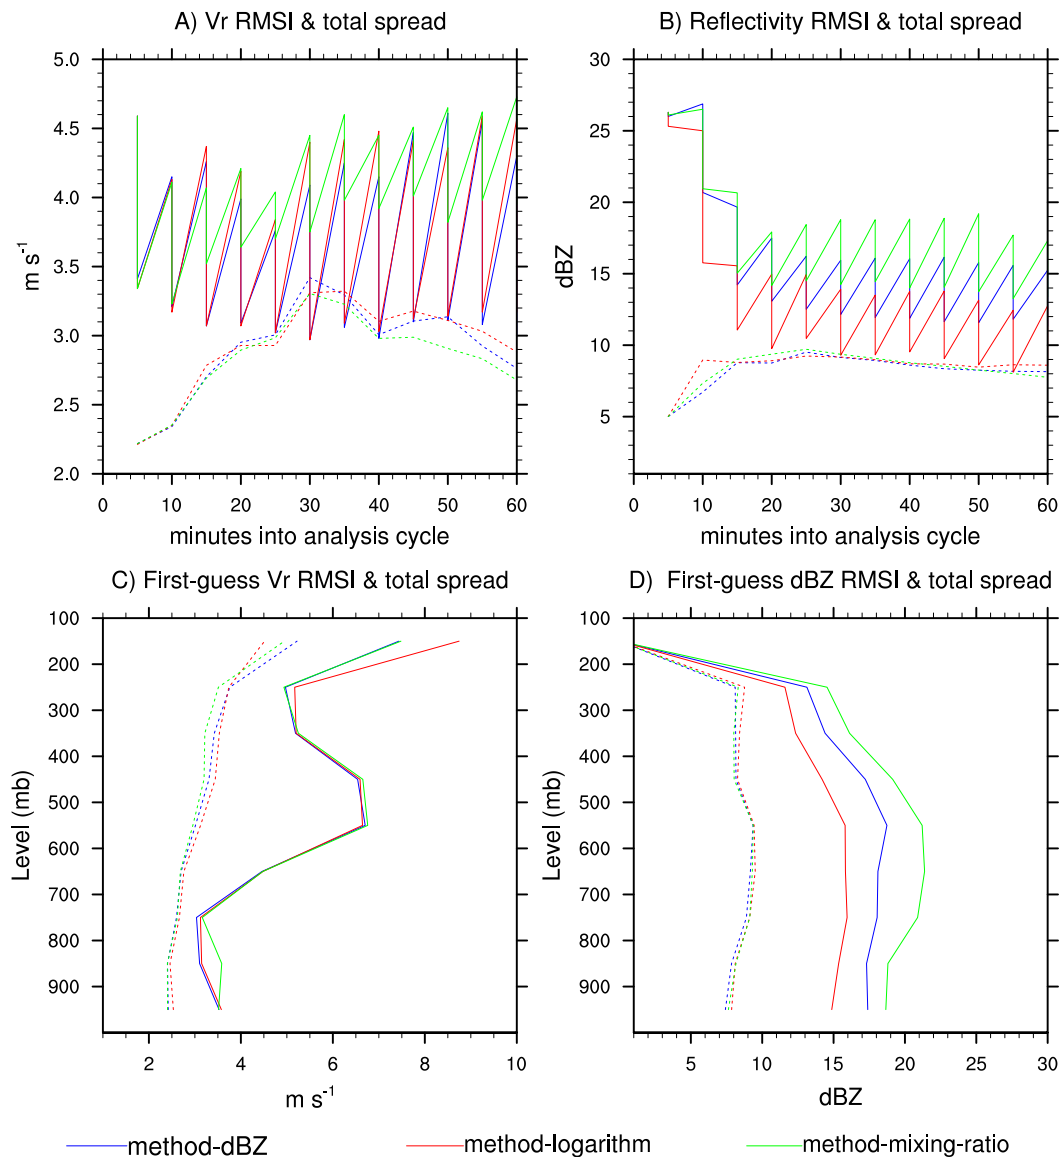 A) Vr RMSI & total spread
B) Reflectivity RMSI & total spread
5.0
4.5
4.0
3.5
3.0
2.5
2.0
m s⁻¹
0 10 20 30 40 50 60
minutes into analysis cycle
30
25
20
15
10
5
dBZ
0 10 20 30 40 50 60
minutes into analysis cycle
C) First-guess Vr RMSI & total spread
D) First-guess dBZ RMSI & total spread
100
200
300
400
500
600
700
800
900
Level (mb)
2 4 6 8 10
m s⁻¹
100
200
300
400
500
600
700
800
900
Level (mb)
5 10 15 20 25 30
dBZ
method-dBZ method-logarithm method-mixing-ratio